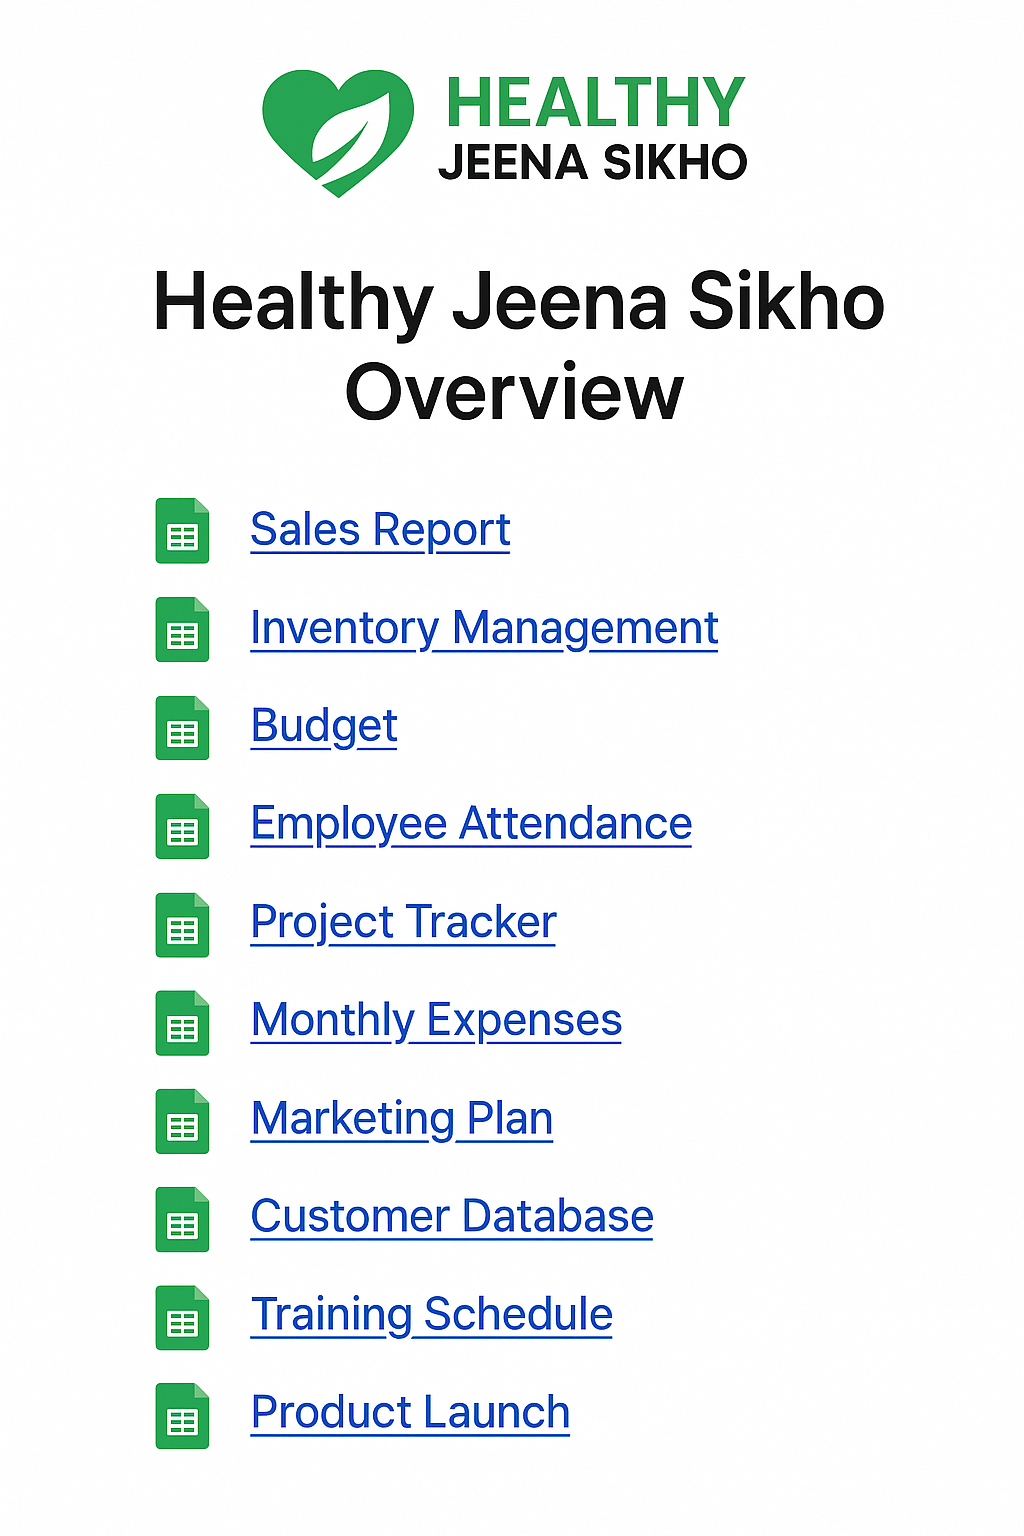 HEALTHY
JEENA SIKHO
Healthy Jeena Sikho
Overview
Sales Report
Inventory Management
Budget
Employee Attendance
Project Tracker
Monthly Expenses
Marketing Plan
Customer Database
Training Schedule
Product Launch